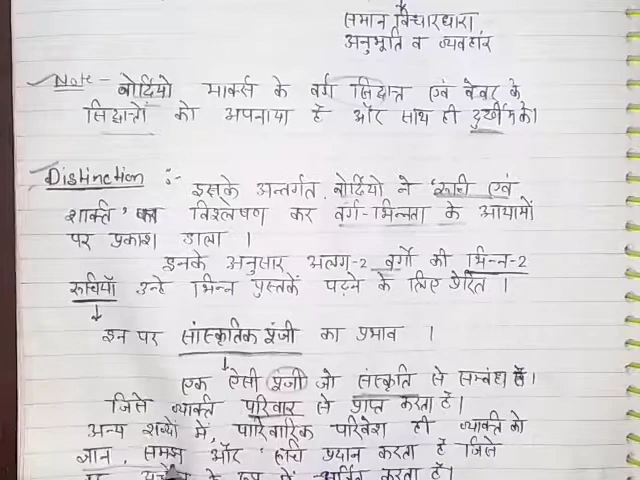 समान विचारधारा
अनुभूति व व्यवहार
Note - बोर्दियो मार्क्स के वर्ग सिद्धान्त एवं वेबर के
सिद्धान्तों को अपनाया है और साथ ही दुर्खीम को।
Distinction :- इसके अन्तर्गत बोर्दियो ने 'रूची एवं
शक्ति' का विश्लेषण कर वर्ग-भिन्नता के आयामों
पर प्रकाश डाला ।
इनके अनुसार अलग-2 वर्गों की भिन्न-2
रूचियाँ उन्हे भिन्न पुस्तकें पढ़ने के लिए प्रेरित ।
इन पर सांस्कृतिक पूंजी का प्रभाव ।
एक ऐसी पूंजी जो संस्कृति से सम्बंध है।
जिसे व्यक्ति परिवार से प्राप्त करता है।
अन्य शब्दों में, पारिवारिक परिवेश ही व्यक्ति को
ज्ञान, समझ और रूचि प्रदान करता है जिसे
के रूप में अर्जित करता है।